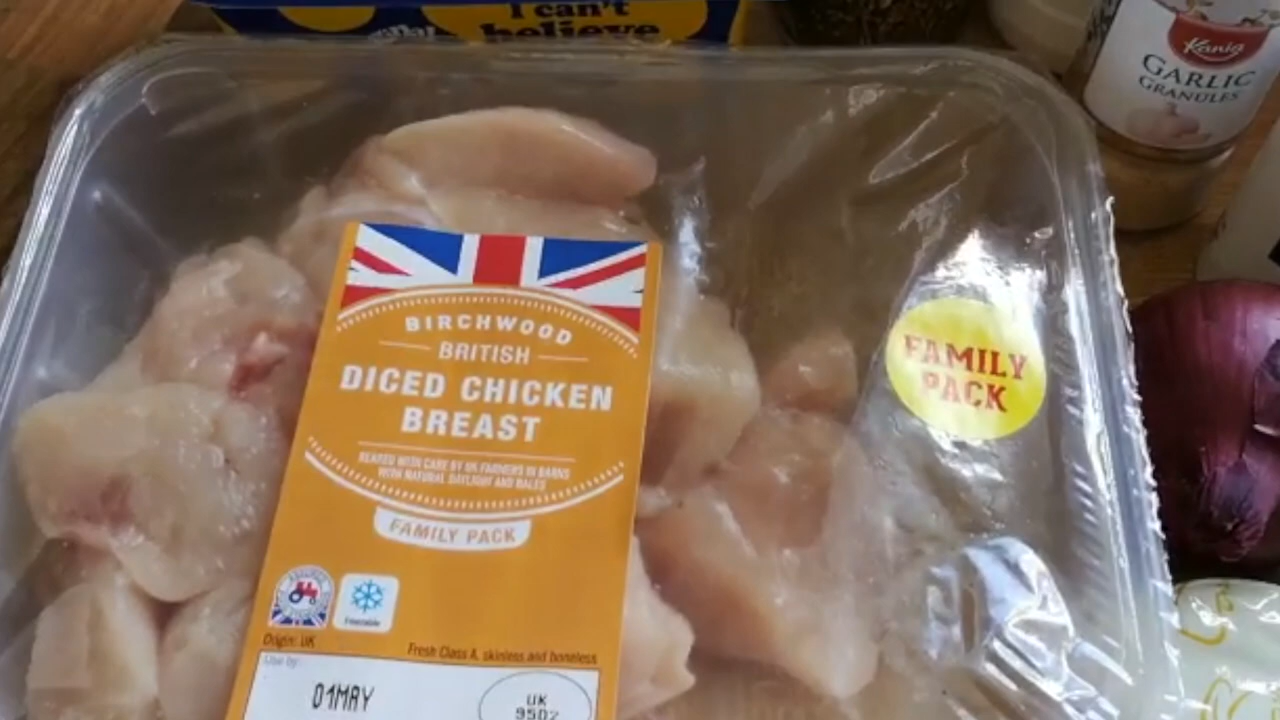 I can't
believe
Kania
GARLIC
GRANULES
BIRCHWOOD
BRITISH
DICED CHICKEN
BREAST
REARED WITH CARE BY UK FARMERS IN BARNS
WITH NATURAL DAYLIGHT AND BALES
FAMILY PACK
FAMILY
PACK
Freezable
Origin: UK
Fresh Class A, skinless and boneless
Use by:
01MAY
UK
9502